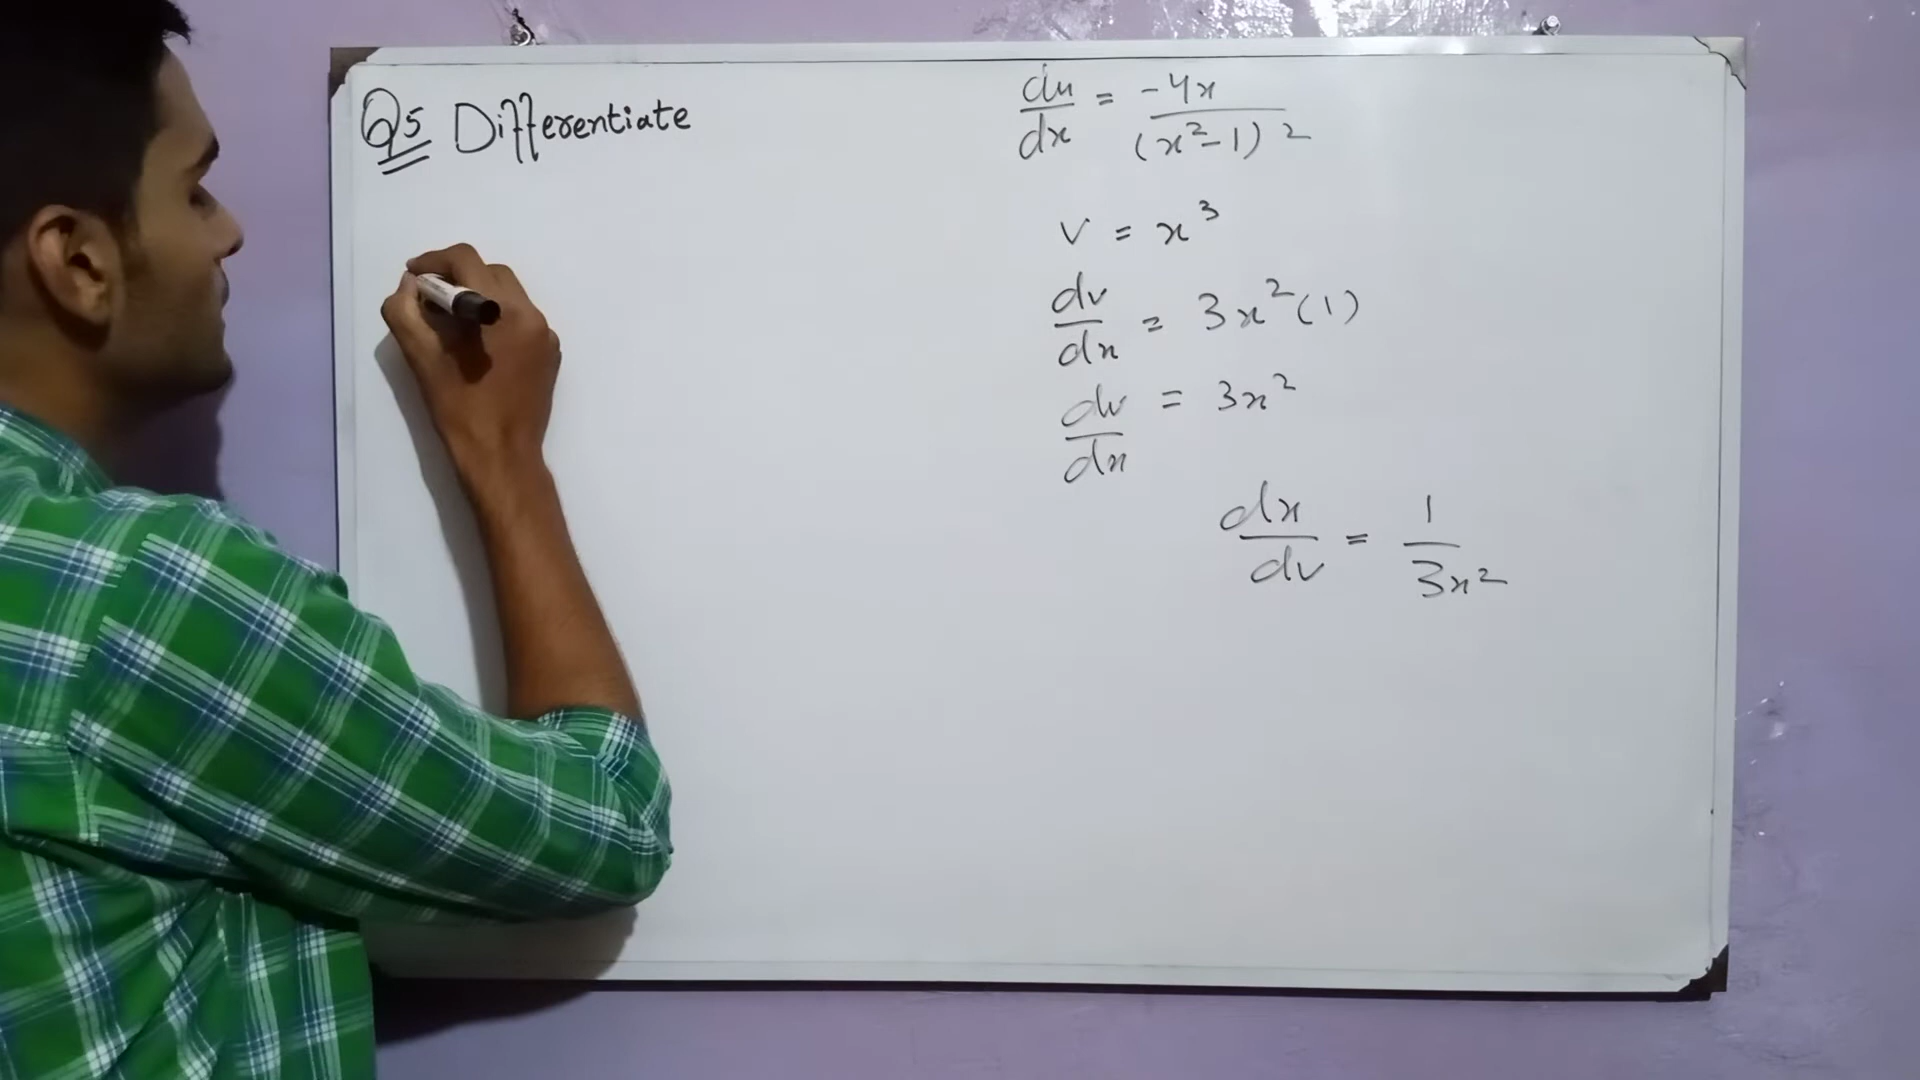 Q5 Differentiate
du/dx = -4x/(x²-1)²
v = x³
dv/dx = 3x²(1)
dv/dx = 3x²
dx/dv = 1/3x²